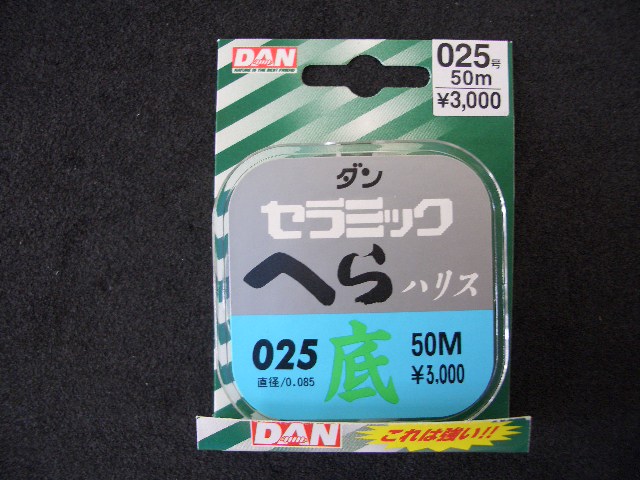 DAN
NATURE IS THE BEST FRIEND
025号
50m
¥3,000
ダン
セラミック
へら ハリス
025 底 50M
直径/0.085 ¥3,000
DAN これは強い!!